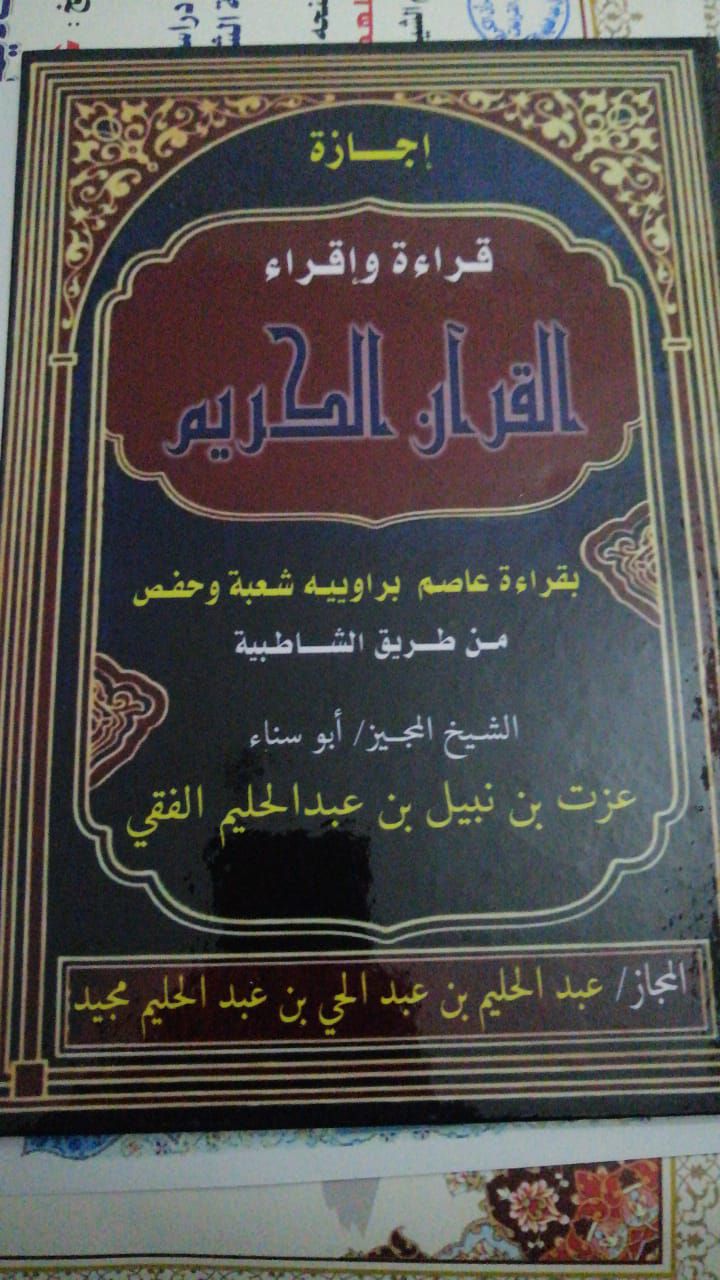 إجازة
قراءة وإقراء
القرآن الكريم
بقراءة عاصم براوييه شعبة وحفص
من طريق الشاطبية
الشيخ المجيز/ أبو سناء
عزت بن نبيل بن عبدالحليم الفقي
المجاز/ عبد الحليم بن عبد الحي بن عبد الحليم مجيد